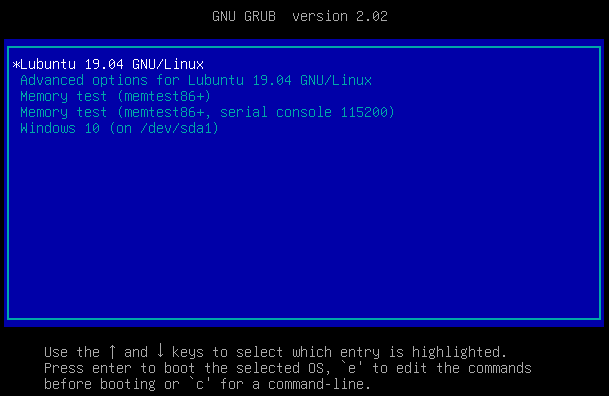 GNU GRUB  version 2.02
*Lubuntu 19.04 GNU/Linux
Advanced options for Lubuntu 19.04 GNU/Linux
Memory test (memtest86+)
Memory test (memtest86+, serial console 115200)
Windows 10 (on /dev/sda1)
Use the ↑ and ↓ keys to select which entry is highlighted.
Press enter to boot the selected OS, `e' to edit the commands
before booting or `c' for a command-line.